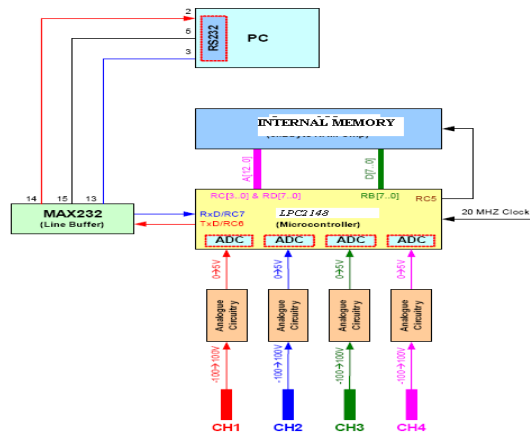 2
5
3
RS232
PC
INTERNAL MEMORY
A[12..0]
D[7..0]
14
15
13
RC[3..0] & RD[7..0]
RB[7..0]
RC5
MAX232
(Line Buffer)
RxD/RC7
TxD/RC6
LPC2148
(Microcontroller)
20 MHZ Clock
ADC
ADC
ADC
ADC
0→5V
0→5V
0→5V
0→5V
Analogue Circuitry
Analogue Circuitry
Analogue Circuitry
Analogue Circuitry
-100→100V
-100→100V
-100→100V
-100→100V
CH1
CH2
CH3
CH4